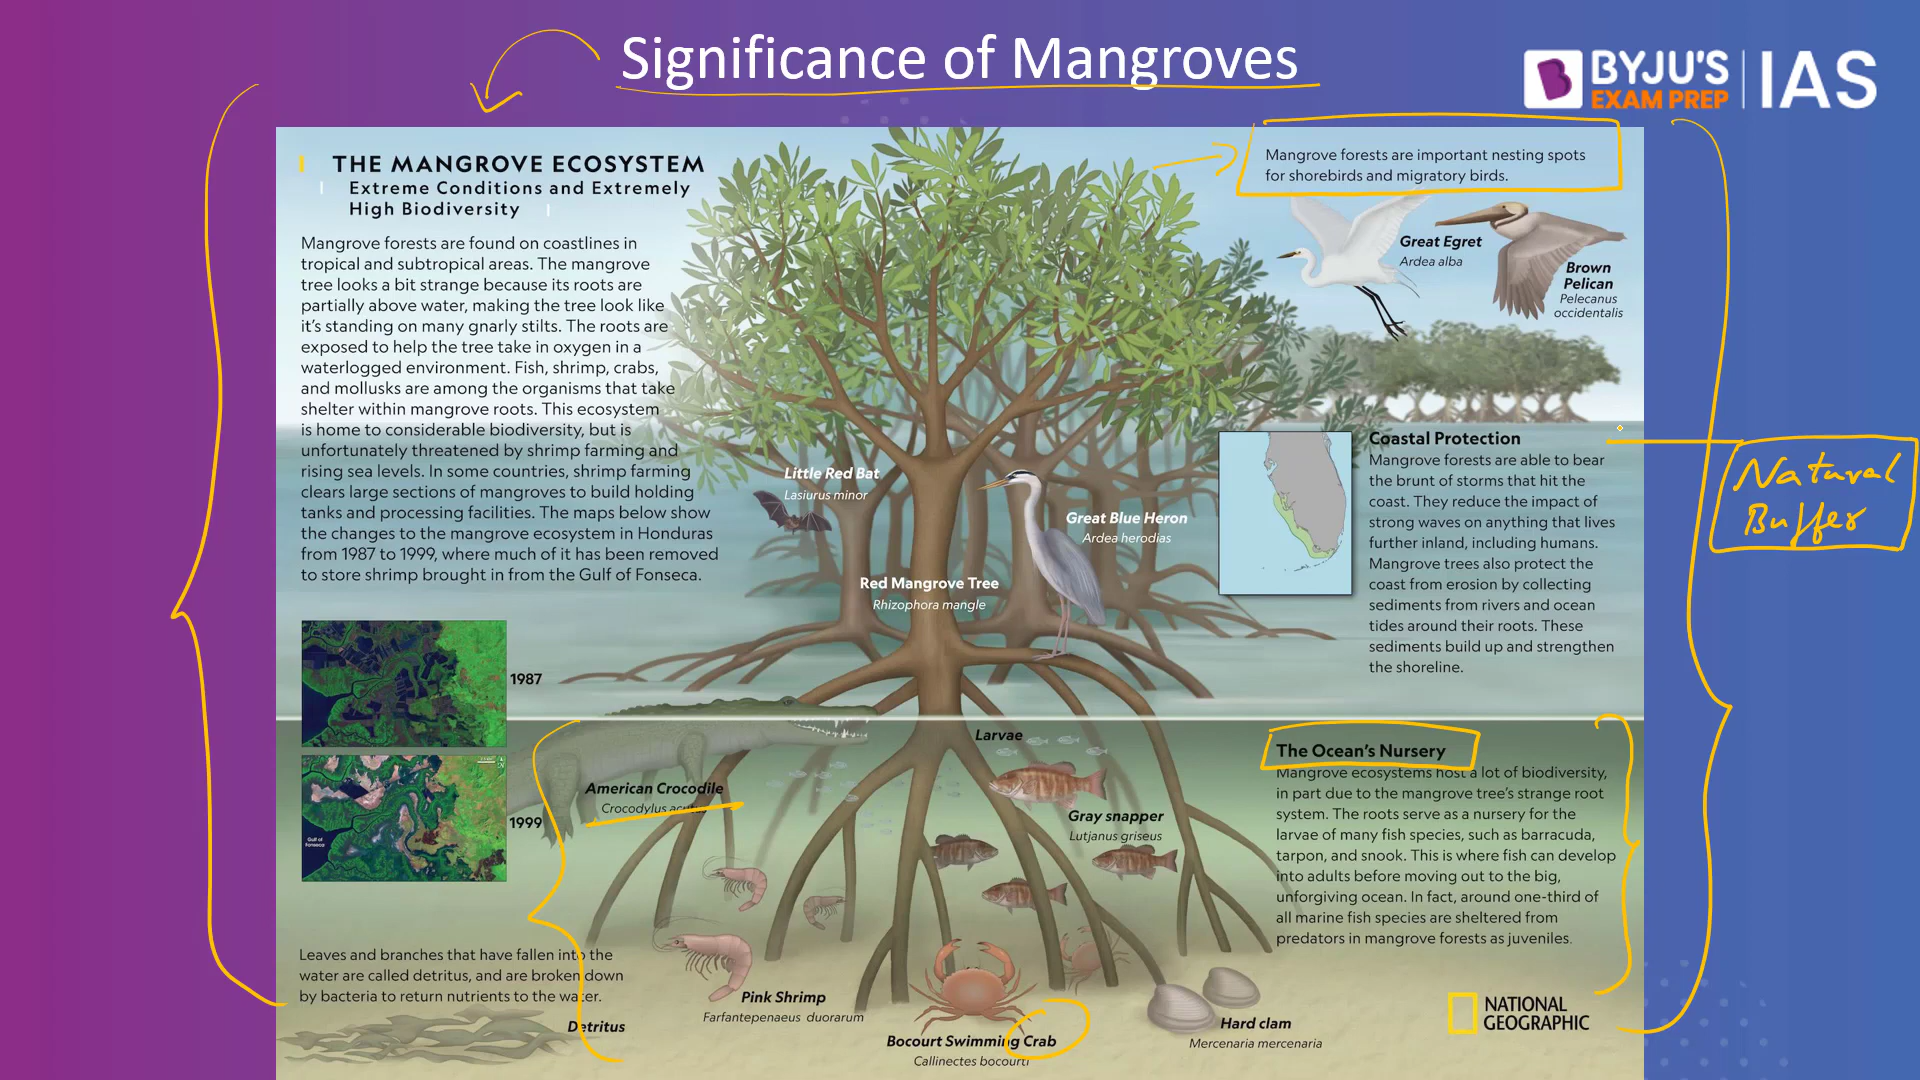 Significance of Mangroves
BYJU'S
EXAM PREP
IAS
THE MANGROVE ECOSYSTEM
Extreme Conditions and Extremely
High Biodiversity
Mangrove forests are found on coastlines in
tropical and subtropical areas. The mangrove
tree looks a bit strange because its roots are
partially above water, making the tree look like
it's standing on many gnarly stilts. The roots are
exposed to help the tree take in oxygen in a
waterlogged environment. Fish, shrimp, crabs,
and mollusks are among the organisms that take
shelter within mangrove roots. This ecosystem
is home to considerable biodiversity, but is
unfortunately threatened by shrimp farming and
rising sea levels. In some countries, shrimp farming
clears large sections of mangroves to build holding
tanks and processing facilities. The maps below show
the changes to the mangrove ecosystem in Honduras
from 1987 to 1999, where much of it has been removed
to store shrimp brought in from the Gulf of Fonseca.
1987
Gulf of
Fonseca
1999
Leaves and branches that have fallen into the
water are called detritus, and are broken down
by bacteria to return nutrients to the water.
Detritus
Mangrove forests are important nesting spots
for shorebirds and migratory birds.
Great Egret
Ardea alba
Brown
Pelican
Pelecanus
occidentalis
Little Red Bat
Lasiurus minor
Great Blue Heron
Ardea herodias
Red Mangrove Tree
Rhizophora mangle
Coastal Protection
Mangrove forests are able to bear
the brunt of storms that hit the
coast. They reduce the impact of
strong waves on anything that lives
further inland, including humans.
Mangrove trees also protect the
coast from erosion by collecting
sediments from rivers and ocean
tides around their roots. These
sediments build up and strengthen
the shoreline.
Natural
Buffer
Larvae
American Crocodile
Crocodylus acutus
Gray snapper
Lutjanus griseus
The Ocean's Nursery
Mangrove ecosystems host a lot of biodiversity,
in part due to the mangrove tree's strange root
system. The roots serve as a nursery for the
larvae of many fish species, such as barracuda,
tarpon, and snook. This is where fish can develop
into adults before moving out to the big,
unforgiving ocean. In fact, around one-third of
all marine fish species are sheltered from
predators in mangrove forests as juveniles.
Pink Shrimp
Farfantepenaeus duorarum
Bocourt Swimming Crab
Callinectes bocourti
Hard clam
Mercenaria mercenaria
NATIONAL
GEOGRAPHIC